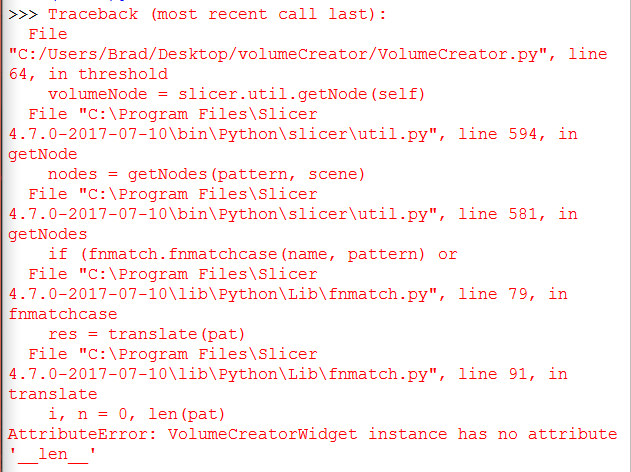 >>> Traceback (most recent call last):
  File
"C:/Users/Brad/Desktop/volumeCreator/VolumeCreator.py", line
64, in threshold
    volumeNode = slicer.util.getNode(self)
  File "C:\Program Files\Slicer
4.7.0-2017-07-10\bin\Python\slicer\util.py", line 594, in
getNode
    nodes = getNodes(pattern, scene)
  File "C:\Program Files\Slicer
4.7.0-2017-07-10\bin\Python\slicer\util.py", line 581, in
getNodes
    if (fnmatch.fnmatchcase(name, pattern) or
  File "C:\Program Files\Slicer
4.7.0-2017-07-10\lib\Python\Lib\fnmatch.py", line 79, in
fnmatchcase
    res = translate(pat)
  File "C:\Program Files\Slicer
4.7.0-2017-07-10\lib\Python\Lib\fnmatch.py", line 91, in
translate
    i, n = 0, len(pat)
AttributeError: VolumeCreatorWidget instance has no attribute
'__len__'